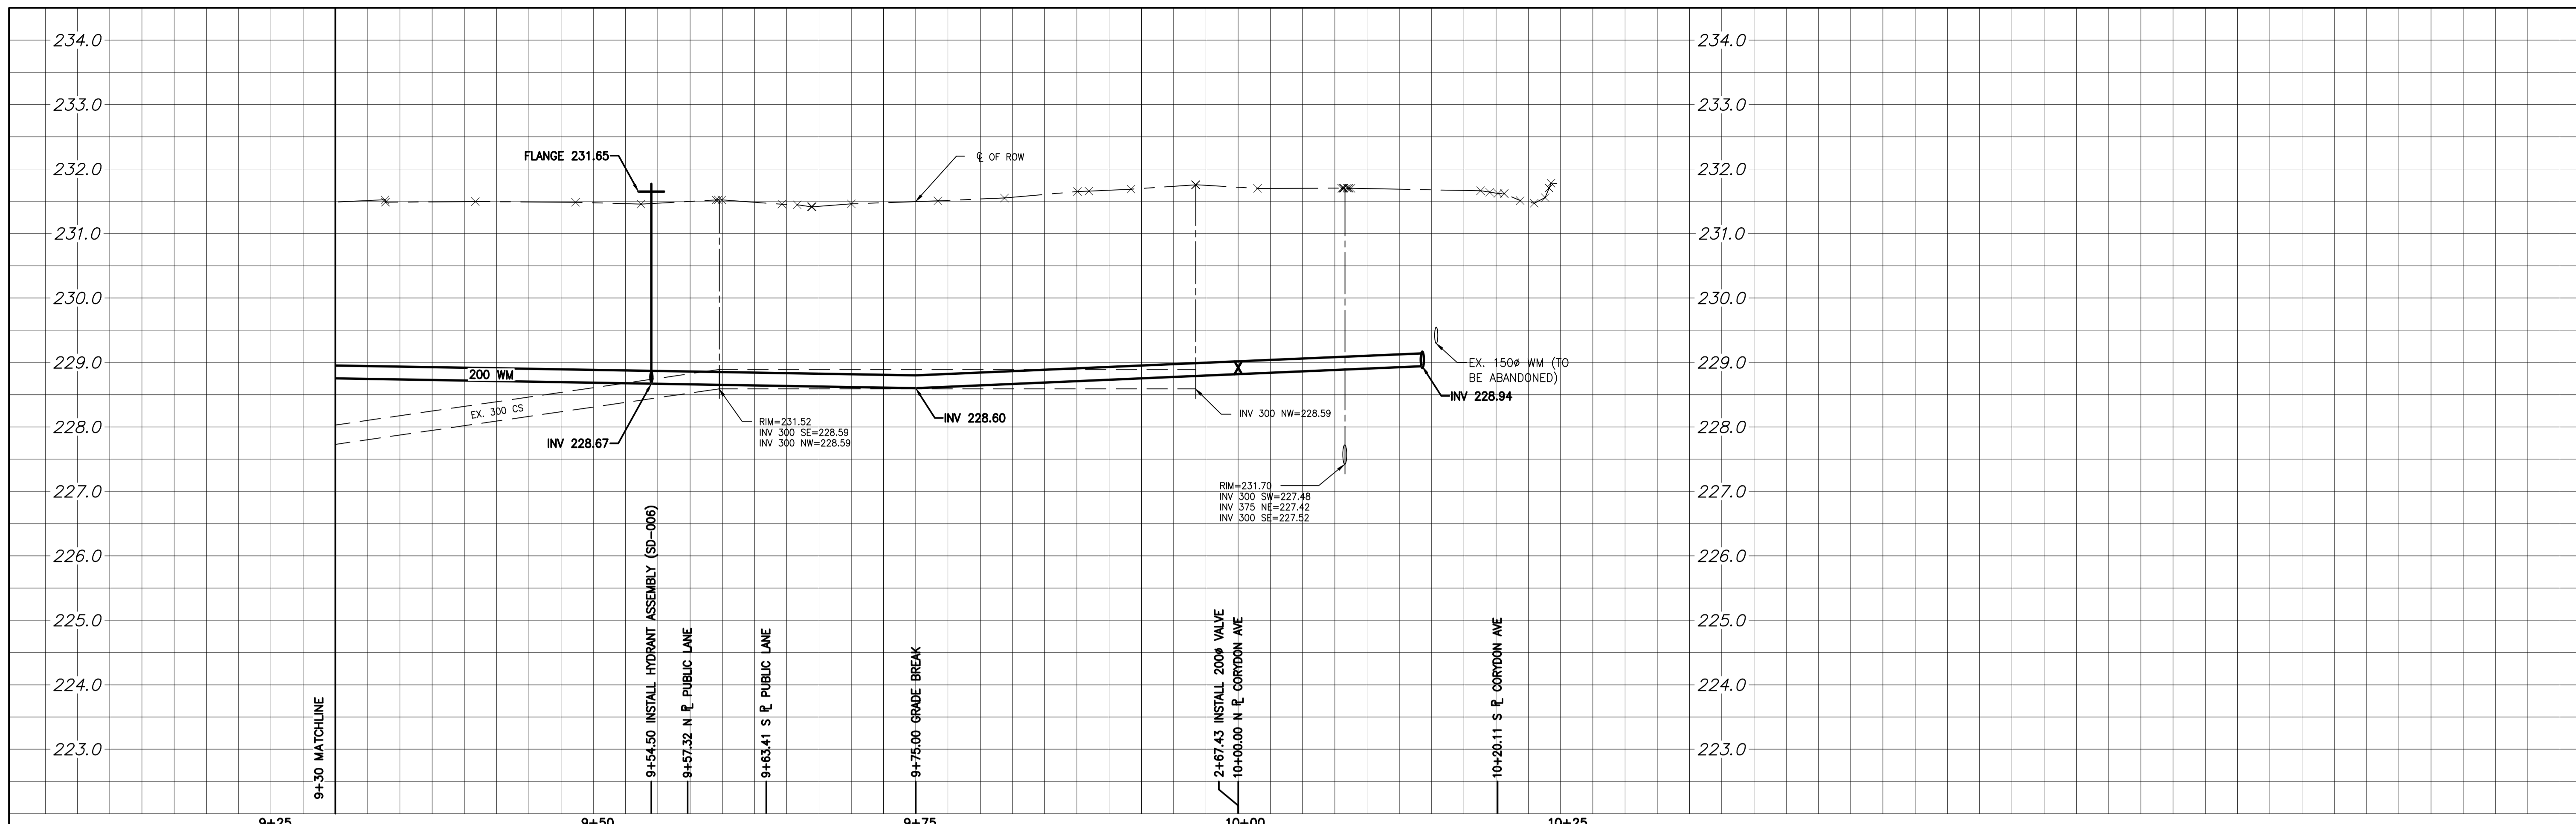 234.0
234.0
233.0
233.0
FLANGE 231.65
℄ OF ROW
232.0
232.0
231.0
231.0
230.0
230.0
229.0
229.0
200 WM
EX. 150ø WM (TO
BE ABANDONED)
INV 228.94
EX. 300 CS
INV 228.60
INV 300 NW=228.59
228.0
228.0
RIM=231.52
INV 300 SE=228.59
INV 300 NW=228.59
INV 228.67
227.0
227.0
RIM=231.70
INV 300 SW=227.48
INV 375 NE=227.42
INV 300 SE=227.52
226.0
226.0
225.0
225.0
224.0
224.0
223.0
223.0
9+30 MATCHLINE
9+54.50 INSTALL HYDRANT ASSEMBLY (SD-006)
9+57.32 N ⅊ PUBLIC LANE
9+63.41 S ⅊ PUBLIC LANE
9+75.00 GRADE BREAK
2+67.43 INSTALL 200ø VALVE
10+00.00 N ⅊ CORYDON AVE
10+20.11 S ⅊ CORYDON AVE
9+25
9+50
9+75
10+00
10+25